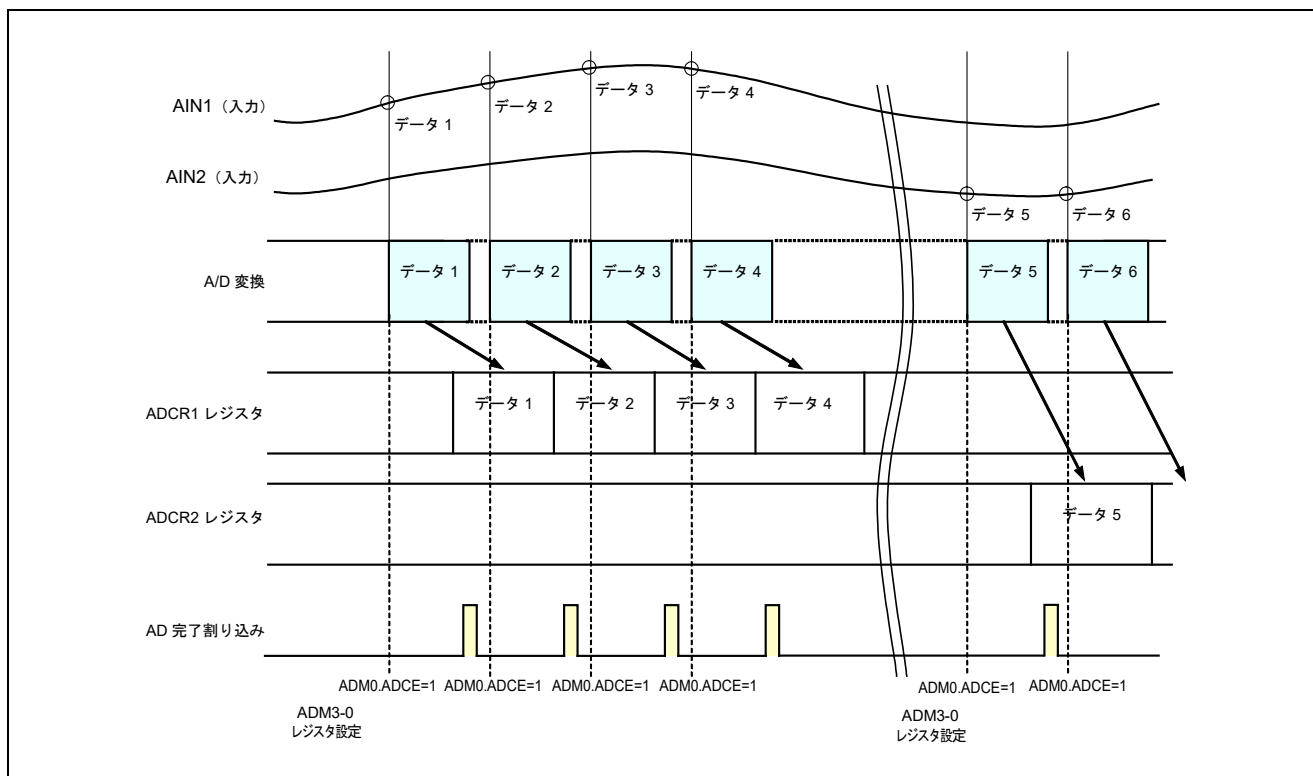 AIN1（入力）
データ 1
データ 2
データ 3
データ 4
AIN2（入力）
データ 5
データ 6
A/D 変換
データ 1
データ 2
データ 3
データ 4
データ 5
データ 6
ADCR1 レジスタ
データ 1
データ 2
データ 3
データ 4
ADCR2 レジスタ
データ 5
AD 完了割り込み
ADM0.ADCE=1
ADM0.ADCE=1
ADM0.ADCE=1
ADM0.ADCE=1
ADM0.ADCE=1
ADM0.ADCE=1
ADM3-0
レジスタ設定
ADM3-0
レジスタ設定